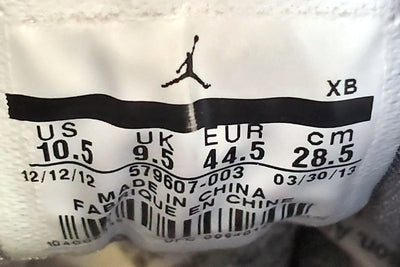 XB
US UK EUR cm
10.5 9.5 44.5 28.5
12/12/12 579607-003 03/30/13
MADE IN CHINA
FABRIQUE EN CHINE